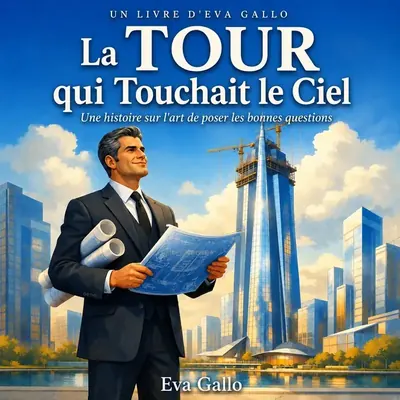 UN LIVRE D'EVA GALLO
La TOUR
qui Touchait le Ciel
Une histoire sur l'art de poser les bonnes questions
Eva Gallo